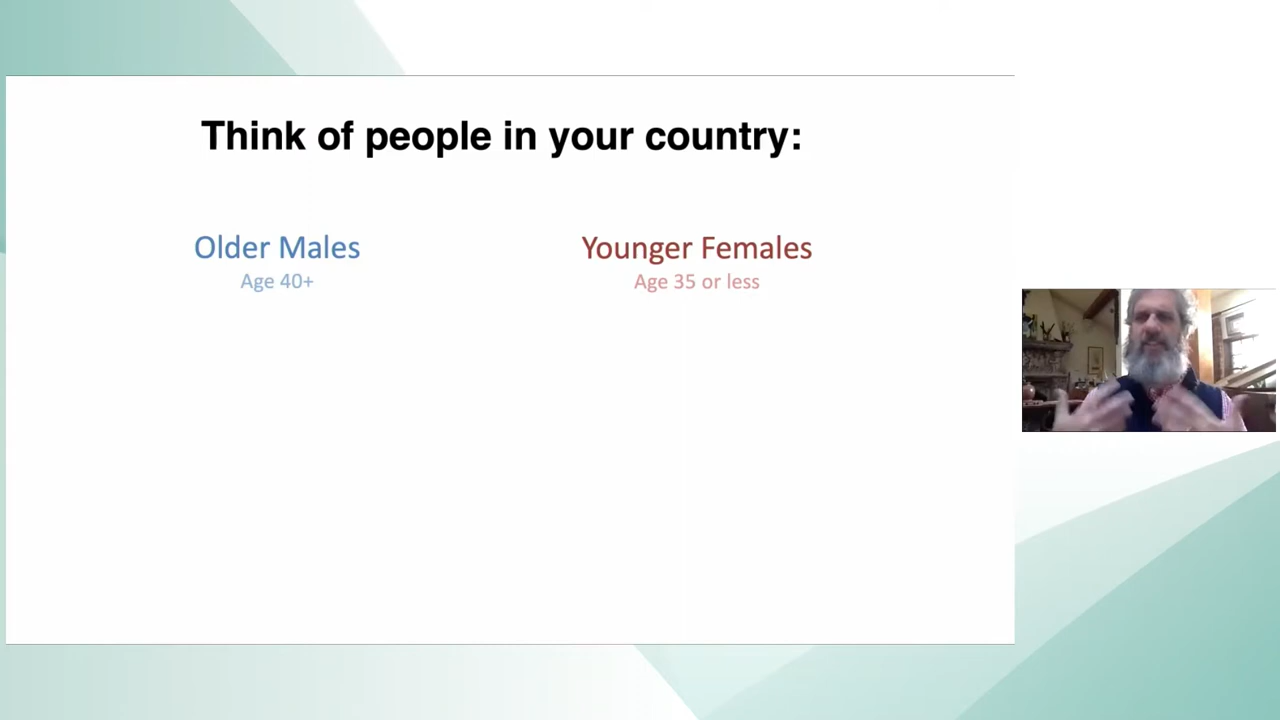 Think of people in your country:
Older Males
Age 40+
Younger Females
Age 35 or less